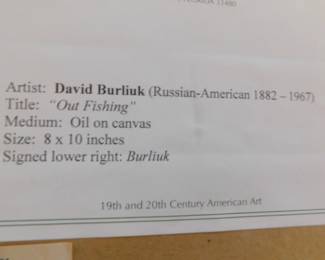 Artist: David Burliuk (Russian-American 1882 – 1967)
Title: "Out Fishing"
Medium: Oil on canvas
Size: 8 x 10 inches
Signed lower right: Burliuk
19th and 20th Century American Art